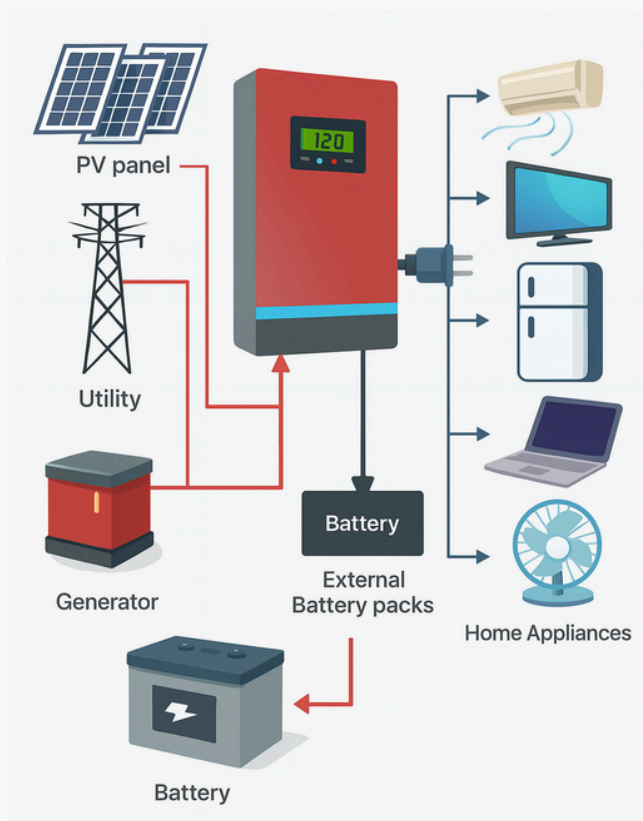 120
PV panel
Utility
Generator
Battery
External
Battery packs
Home Appliances
Battery